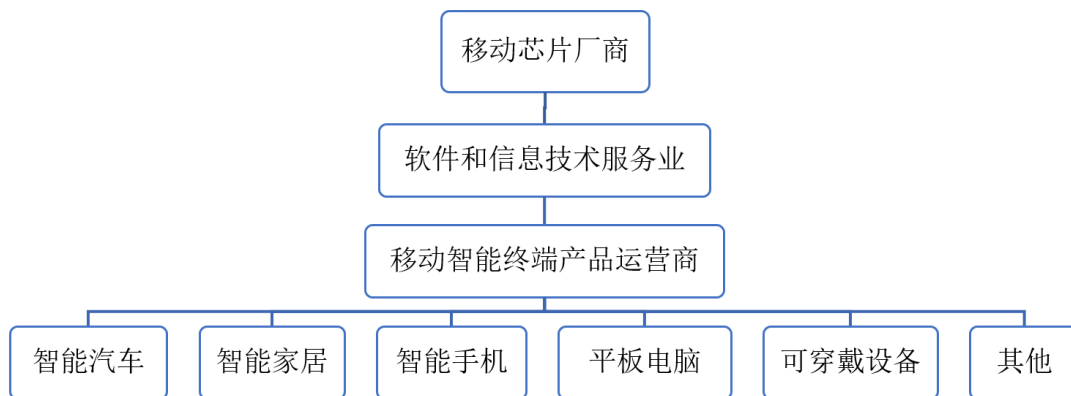 移动芯片厂商
软件和信息技术服务业
移动智能终端产品运营商
智能汽车
智能家居
智能手机
平板电脑
可穿戴设备
其他